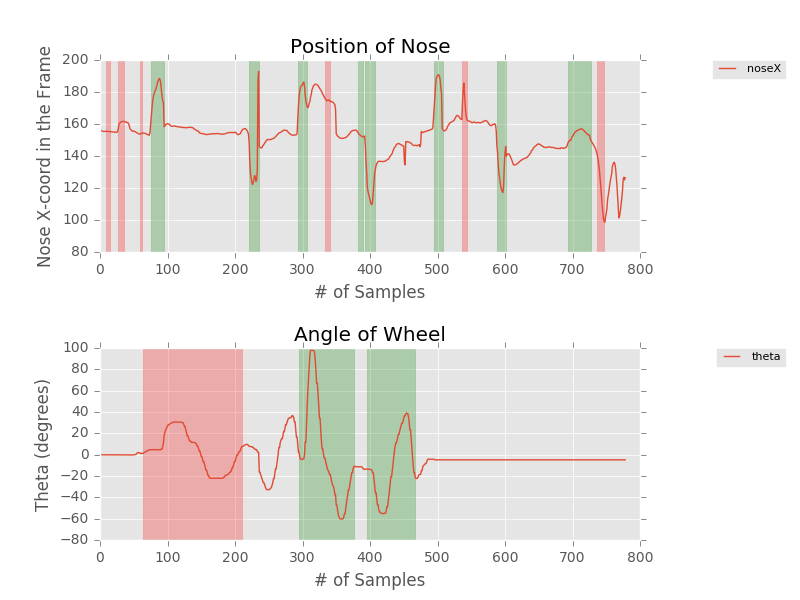 Position of Nose
200
180
160
140
120
100
80
Nose X-coord in the Frame
0 100 200 300 400 500 600 700 800
# of Samples
noseX
Angle of Wheel
100
80
60
40
20
0
−20
−40
−60
−80
Theta (degrees)
0 100 200 300 400 500 600 700 800
# of Samples
theta